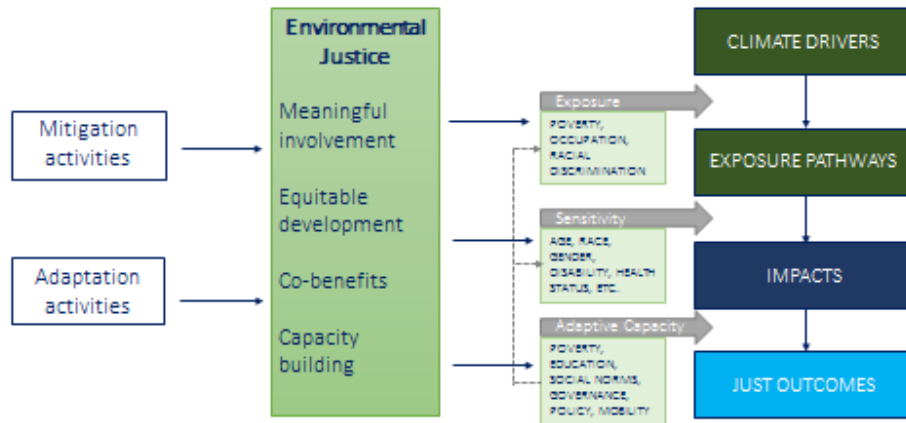 Mitigation
activities
Adaptation
activities
Environmental
Justice
Meaningful
involvement
Equitable
development
Co-benefits
Capacity
building
Exposure
POVERTY,
OCCUPATION,
RACIAL
DISCRIMINATION
Sensitivity
AGE, RACE,
GENDER,
DISABILITY, HEALTH
STATUS, ETC.
Adaptive Capacity
POVERTY,
EDUCATION,
SOCIAL NORMS,
GOVERNANCE,
POLICY, MOBILITY
CLIMATE DRIVERS
EXPOSURE PATHWAYS
IMPACTS
JUST OUTCOMES